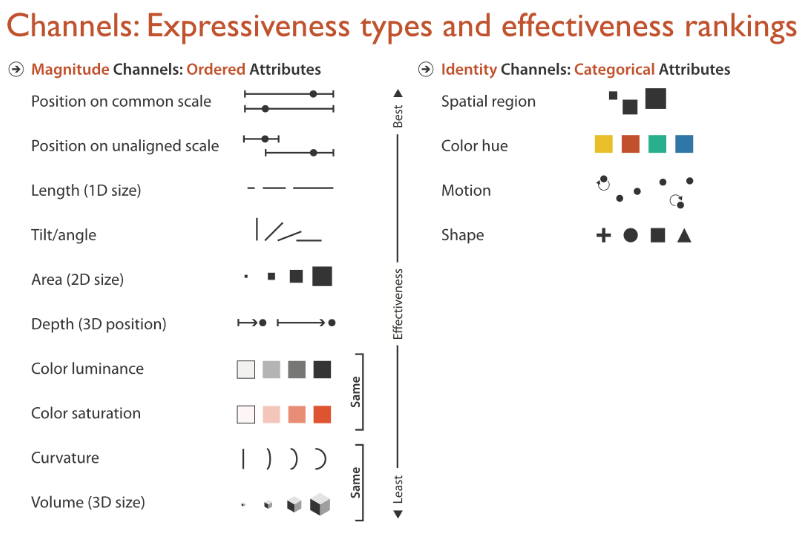 Channels: Expressiveness types and effectiveness rankings
Magnitude Channels: Ordered Attributes
Position on common scale
Position on unaligned scale
Length (1D size)
Tilt/angle
Area (2D size)
Depth (3D position)
Color luminance
Color saturation
Curvature
Volume (3D size)
Same
Same
Best
Effectiveness
Least
Identity Channels: Categorical Attributes
Spatial region
Color hue
Motion
Shape